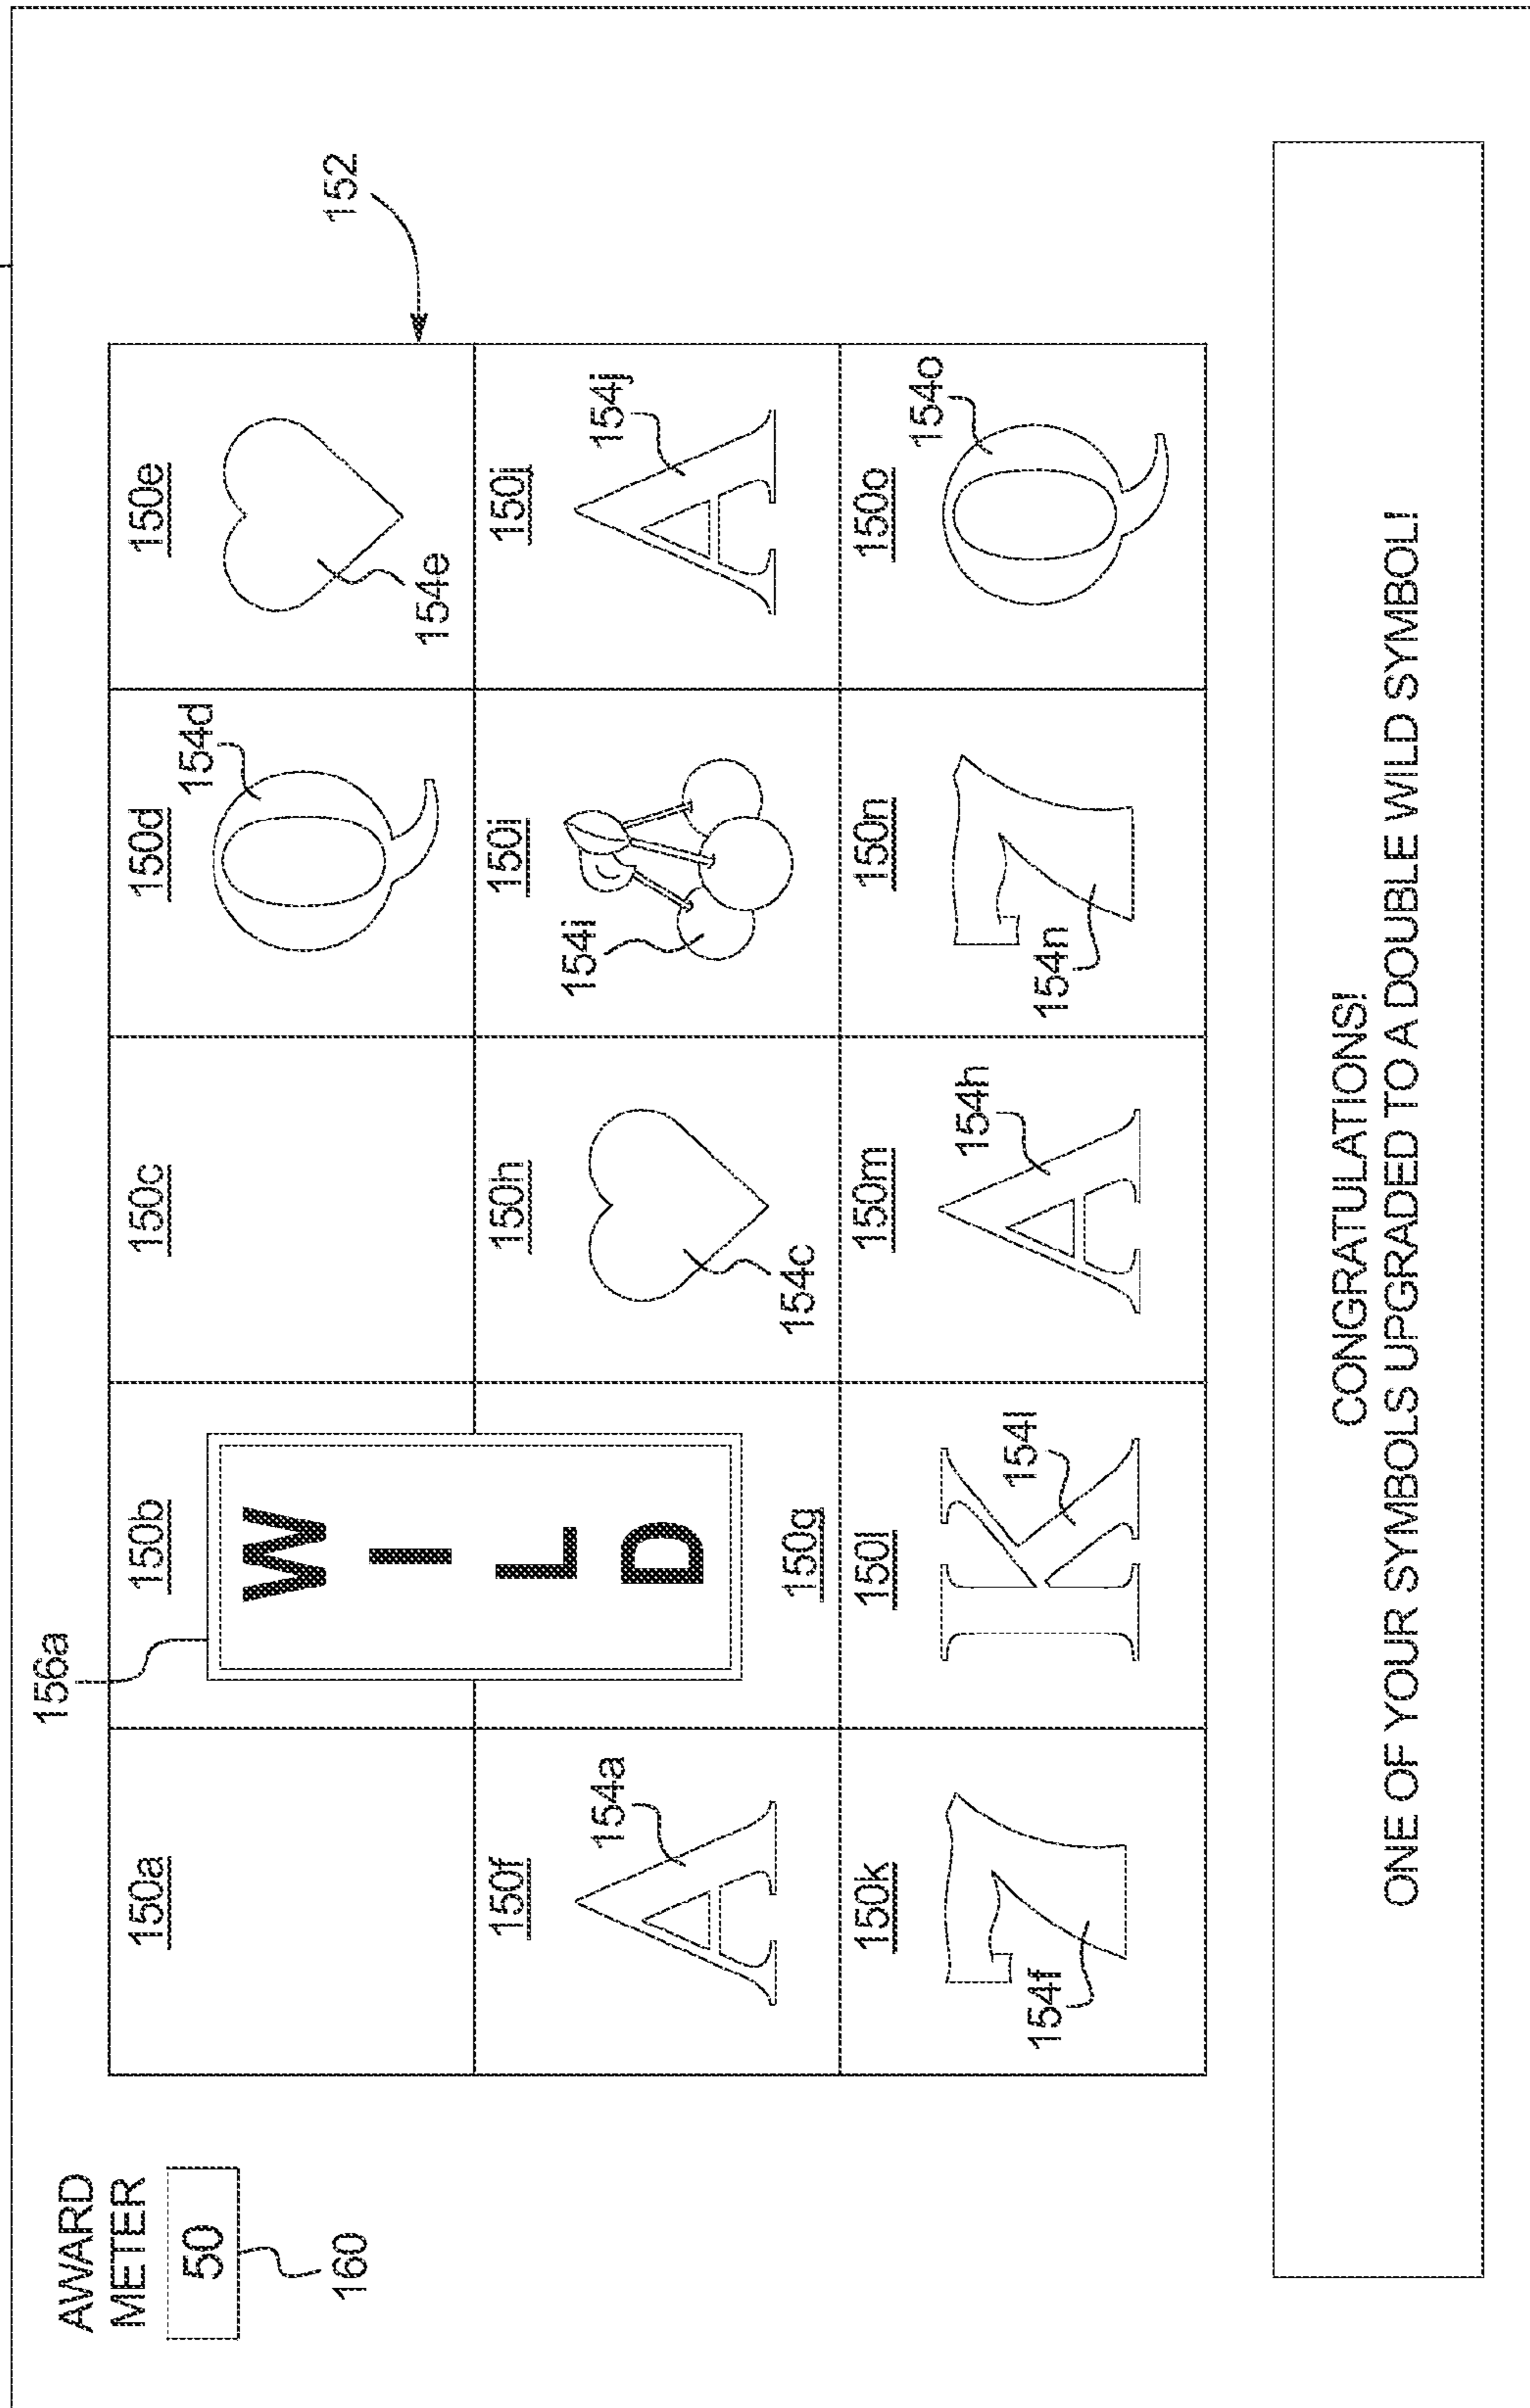 AWARD
METER
50
160
156a
152
150a
150b
W
I
L
D
150c
150d
154d
150e
154e
150f
154a
150g
150h
154c
150i
154i
150j
154j
150k
7
154f
150l
K
154l
150m
A
154h
150n
7
154n
150o
Q
154o
A
Q
A
CONGRATULATIONS!
ONE OF YOUR SYMBOLS UPGRADED TO A DOUBLE WILD SYMBOL!